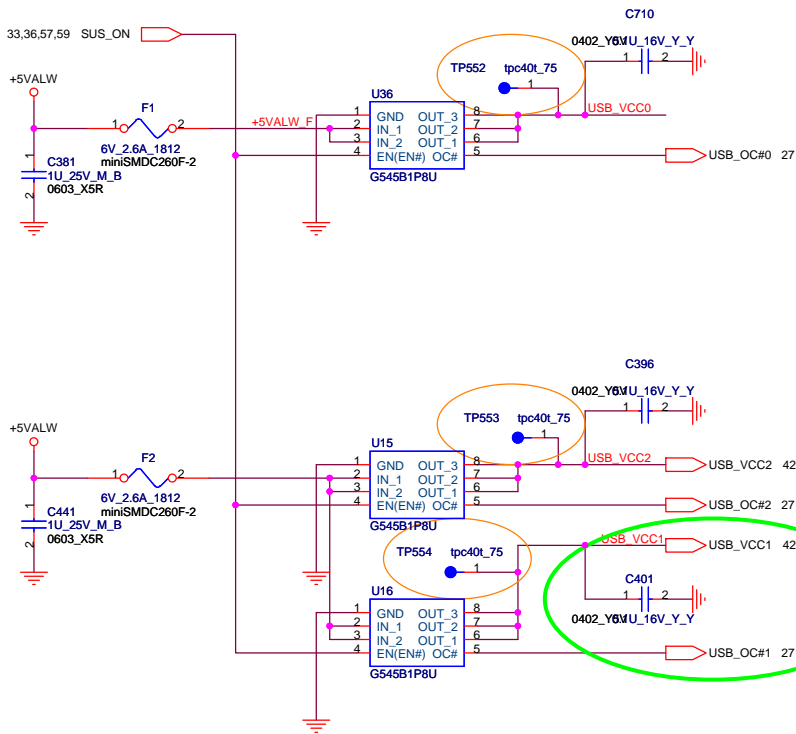 C710
33,36,57,59 SUS_ON
0402_Y5V
0.1U_16V_Y_Y
1 2
TP552 tpc40t_75
1
+5VALW
U36
F1
1 2
+5VALW_F
USB_VCC0
1 GND OUT_3 8
2 IN_1 OUT_2 7
3 IN_2 OUT_1 6
4 EN(EN#) OC# 5
USB_OC#0 27
6V_2.6A_1812
miniSMDC260F-2
1
C381
1U_25V_M_B
0603_X5R
2
G545B1P8U
C396
0402_Y5V
0.1U_16V_Y_Y
1 2
TP553 tpc40t_75
1
+5VALW
U15
F2
1 2
USB_VCC2
1 GND OUT_3 8
2 IN_1 OUT_2 7
3 IN_2 OUT_1 6
4 EN(EN#) OC# 5
USB_VCC2 42
USB_OC#2 27
6V_2.6A_1812
miniSMDC260F-2
1
C441
1U_25V_M_B
0603_X5R
2
G545B1P8U
USB_VCC1
USB_VCC1 42
TP554 tpc40t_75
1
C401
1 2
0402_Y5V
0.1U_16V_Y_Y
U16
1 GND OUT_3 8
2 IN_1 OUT_2 7
3 IN_2 OUT_1 6
4 EN(EN#) OC# 5
USB_OC#1 27
G545B1P8U